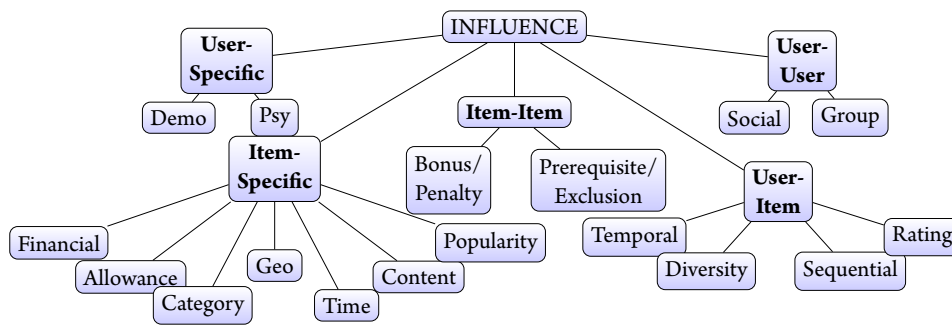 INFLUENCE
User-
Specific
User-
User
Demo
Psy
Item-Item
Social
Group
Item-
Specific
Bonus/
Penalty
Prerequisite/
Exclusion
User-
Item
Financial
Allowance
Category
Geo
Time
Content
Popularity
Temporal
Diversity
Sequential
Rating